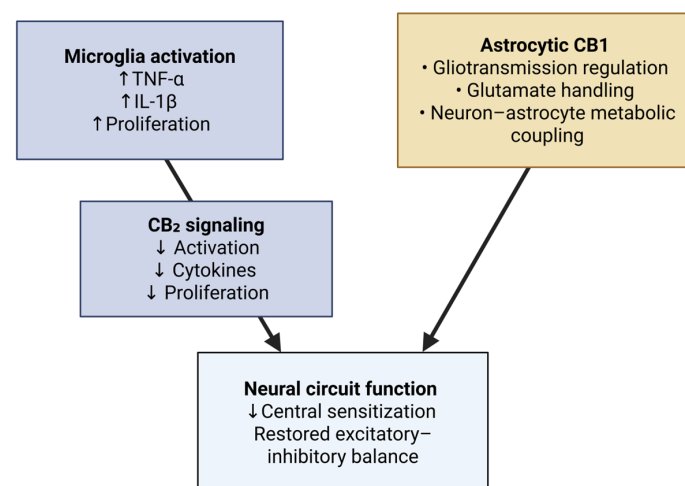 Microglia activation
↑TNF-α
↑IL-1β
↑Proliferation
Astrocytic CB1
• Gliotransmission regulation
• Glutamate handling
• Neuron–astrocyte metabolic
coupling
CB₂ signaling
↓ Activation
↓ Cytokines
↓ Proliferation
Neural circuit function
↓Central sensitization
Restored excitatory–
inhibitory balance